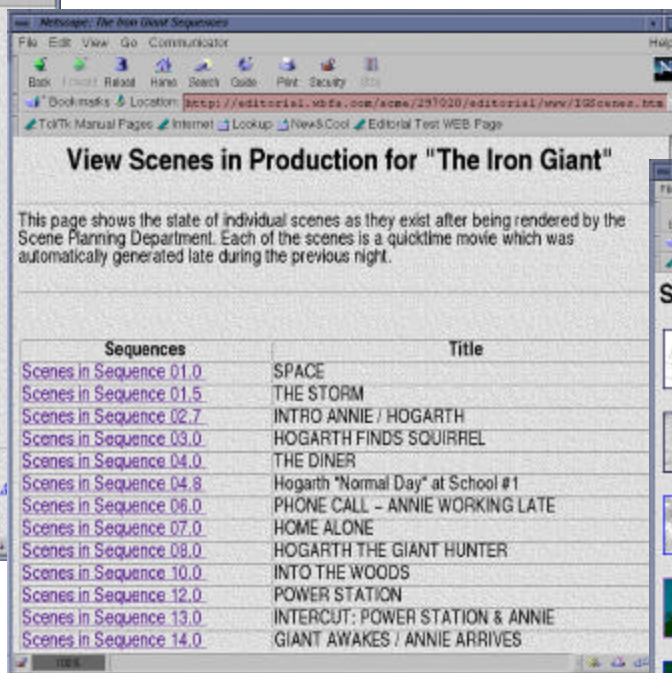 Netscape: The Iron Giant Sequences
File Edit View Go Communicator
Help
Back Forward Reload Home Search Guide Print Security Stop
Bookmarks Location: http://editorial.wbfa.com/acme/297020/editorial/www/IGScenes.htm
Tcl/Tk Manual Pages Internet Lookup New&Cool Editorial Test WEB Page
View Scenes in Production for "The Iron Giant"
This page shows the state of individual scenes as they exist after being rendered by the
Scene Planning Department. Each of the scenes is a quicktime movie which was
automatically generated late during the previous night.
Sequences Title
Scenes in Sequence 01.0 SPACE
Scenes in Sequence 01.5 THE STORM
Scenes in Sequence 02.7 INTRO ANNIE / HOGARTH
Scenes in Sequence 03.0 HOGARTH FINDS SQUIRREL
Scenes in Sequence 04.0 THE DINER
Scenes in Sequence 04.8 Hogarth "Normal Day" at School #1
Scenes in Sequence 06.0 PHONE CALL – ANNIE WORKING LATE
Scenes in Sequence 07.0 HOME ALONE
Scenes in Sequence 08.0 HOGARTH THE GIANT HUNTER
Scenes in Sequence 10.0 INTO THE WOODS
Scenes in Sequence 12.0 POWER STATION
Scenes in Sequence 13.0 INTERCUT: POWER STATION & ANNIE
Scenes in Sequence 14.0 GIANT AWAKES / ANNIE ARRIVES
100%